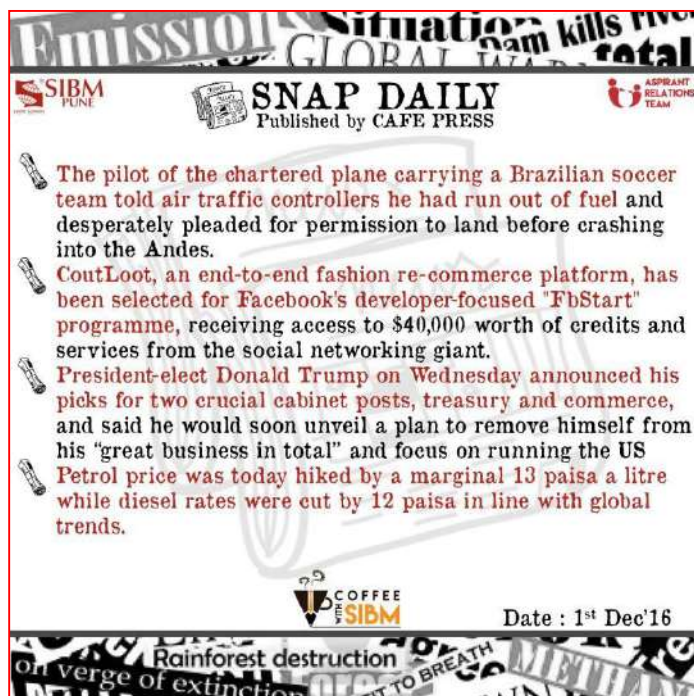 Emissions Situation Dam kills river
GLOBAL total
SIBM
PUNE
SNAP DAILY
Published by CAFE PRESS
ASPIRANT
RELATIONS
TEAM
The pilot of the chartered plane carrying a Brazilian soccer
team told air traffic controllers he had run out of fuel and
desperately pleaded for permission to land before crashing
into the Andes.
CoutLoot, an end-to-end fashion re-commerce platform, has
been selected for Facebook's developer-focused "FbStart"
programme, receiving access to $40,000 worth of credits and
services from the social networking giant.
President-elect Donald Trump on Wednesday announced his
picks for two crucial cabinet posts, treasury and commerce,
and said he would soon unveil a plan to remove himself from
his “great business in total” and focus on running the US
Petrol price was today hiked by a marginal 13 paisa a litre
while diesel rates were cut by 12 paisa in line with global
trends.
COFFEE
WITH SIBM
Date : 1st Dec'16
Rainforest destruction
on verge of extinction TO BREATH METHAN